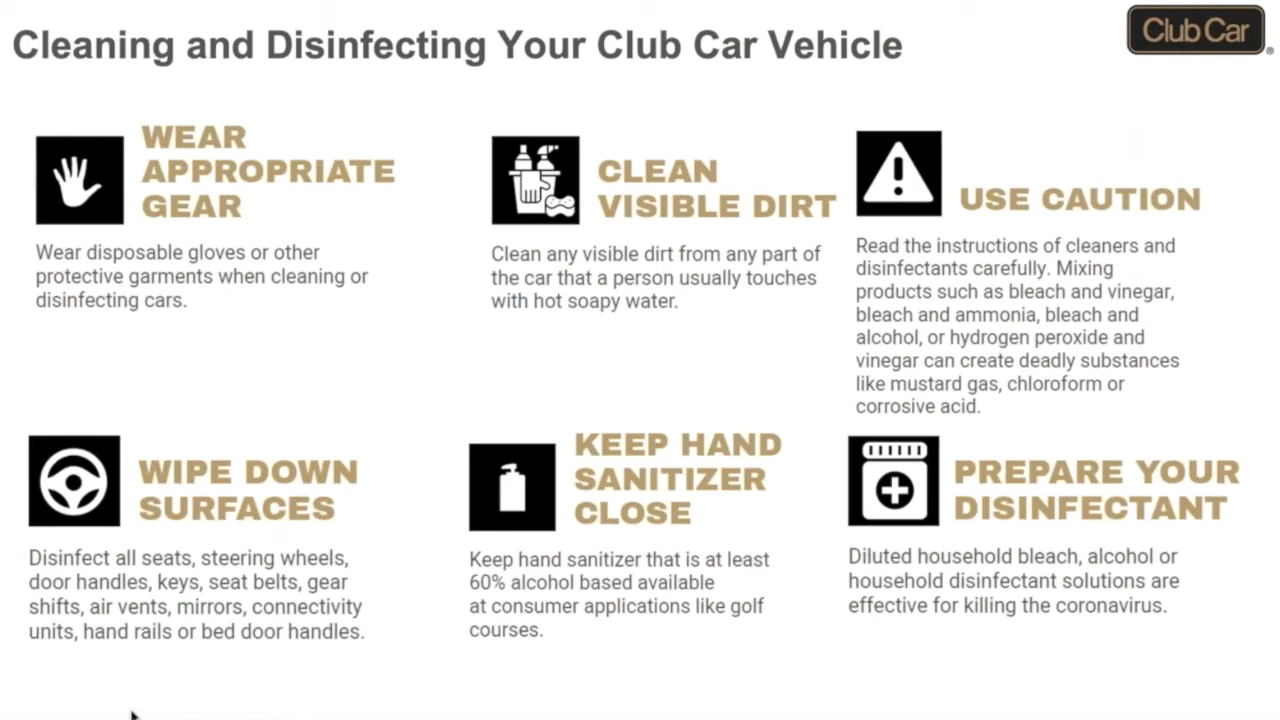 Cleaning and Disinfecting Your Club Car Vehicle
Club Car
®
WEAR
APPROPRIATE
GEAR
Wear disposable gloves or other
protective garments when cleaning or
disinfecting cars.
CLEAN
VISIBLE DIRT
Clean any visible dirt from any part of
the car that a person usually touches
with hot soapy water.
USE CAUTION
Read the instructions of cleaners and
disinfectants carefully. Mixing
products such as bleach and vinegar,
bleach and ammonia, bleach and
alcohol, or hydrogen peroxide and
vinegar can create deadly substances
like mustard gas, chloroform or
corrosive acid.
WIPE DOWN
SURFACES
Disinfect all seats, steering wheels,
door handles, keys, seat belts, gear
shifts, air vents, mirrors, connectivity
units, hand rails or bed door handles.
KEEP HAND
SANITIZER
CLOSE
Keep hand sanitizer that is at least
60% alcohol based available
at consumer applications like golf
courses.
PREPARE YOUR
DISINFECTANT
Diluted household bleach, alcohol or
household disinfectant solutions are
effective for killing the coronavirus.